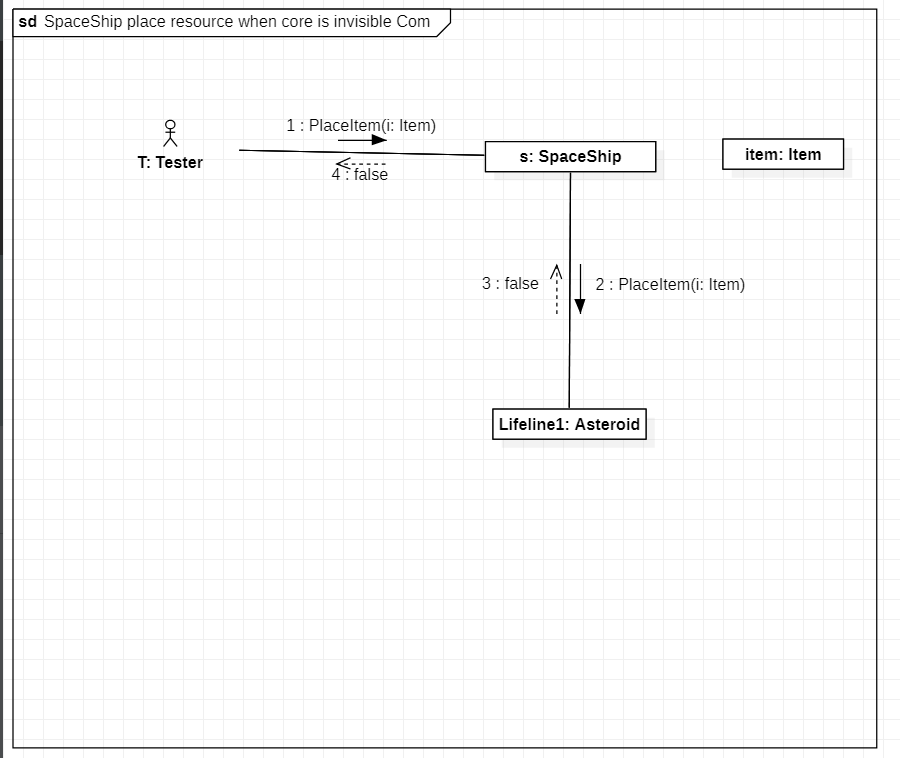 sd SpaceShip place resource when core is invisible Com
1 : PlaceItem(i: Item)
T: Tester
4 : false
s: SpaceShip
item: Item
3 : false
2 : PlaceItem(i: Item)
Lifeline1: Asteroid